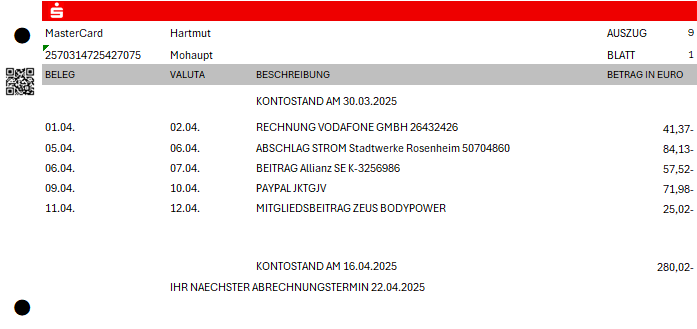 MasterCard Hartmut AUSZUG 9
2570314725427075 Mohaupt BLATT 1
BELEG VALUTA BESCHREIBUNG BETRAG IN EURO
KONTOSTAND AM 30.03.2025
01.04. 02.04. RECHNUNG VODAFONE GMBH 26432426 41,37-
05.04. 06.04. ABSCHLAG STROM Stadtwerke Rosenheim 50704860 84,13-
06.04. 07.04. BEITRAG Allianz SE K-3256986 57,52-
09.04. 10.04. PAYPAL JKTGJV 71,98-
11.04. 12.04. MITGLIEDSBEITRAG ZEUS BODYPOWER 25,02-
KONTOSTAND AM 16.04.2025 280,02-
IHR NAECHSTER ABRECHNUNGSTERMIN 22.04.2025